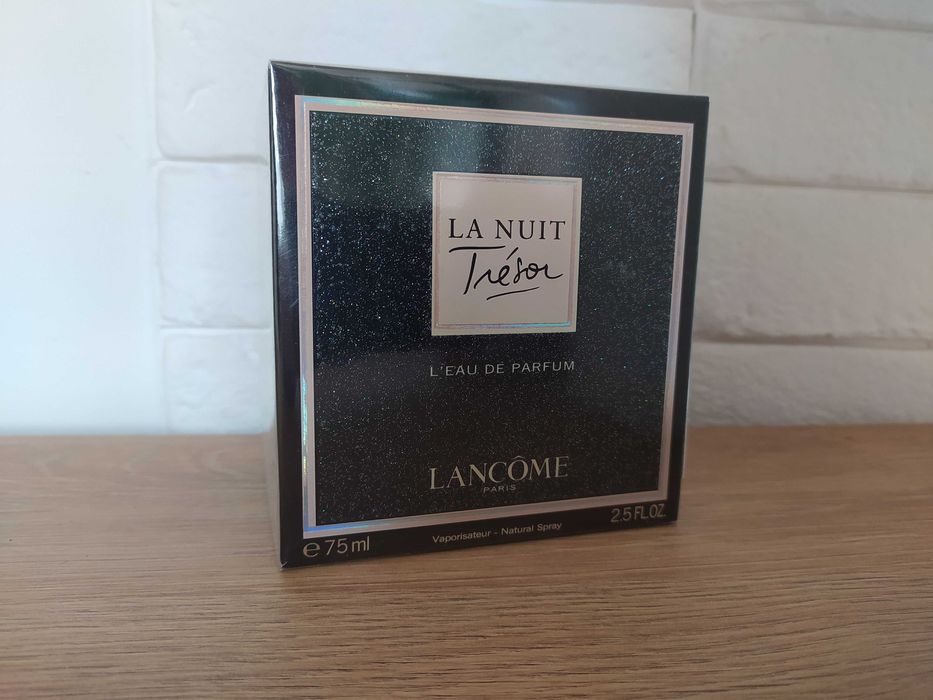 LA NUIT
Trésor
L'EAU DE PARFUM
LANCÔME
PARIS
℮75ml
Vaporisateur - Natural Spray
2.5 FL.OZ.